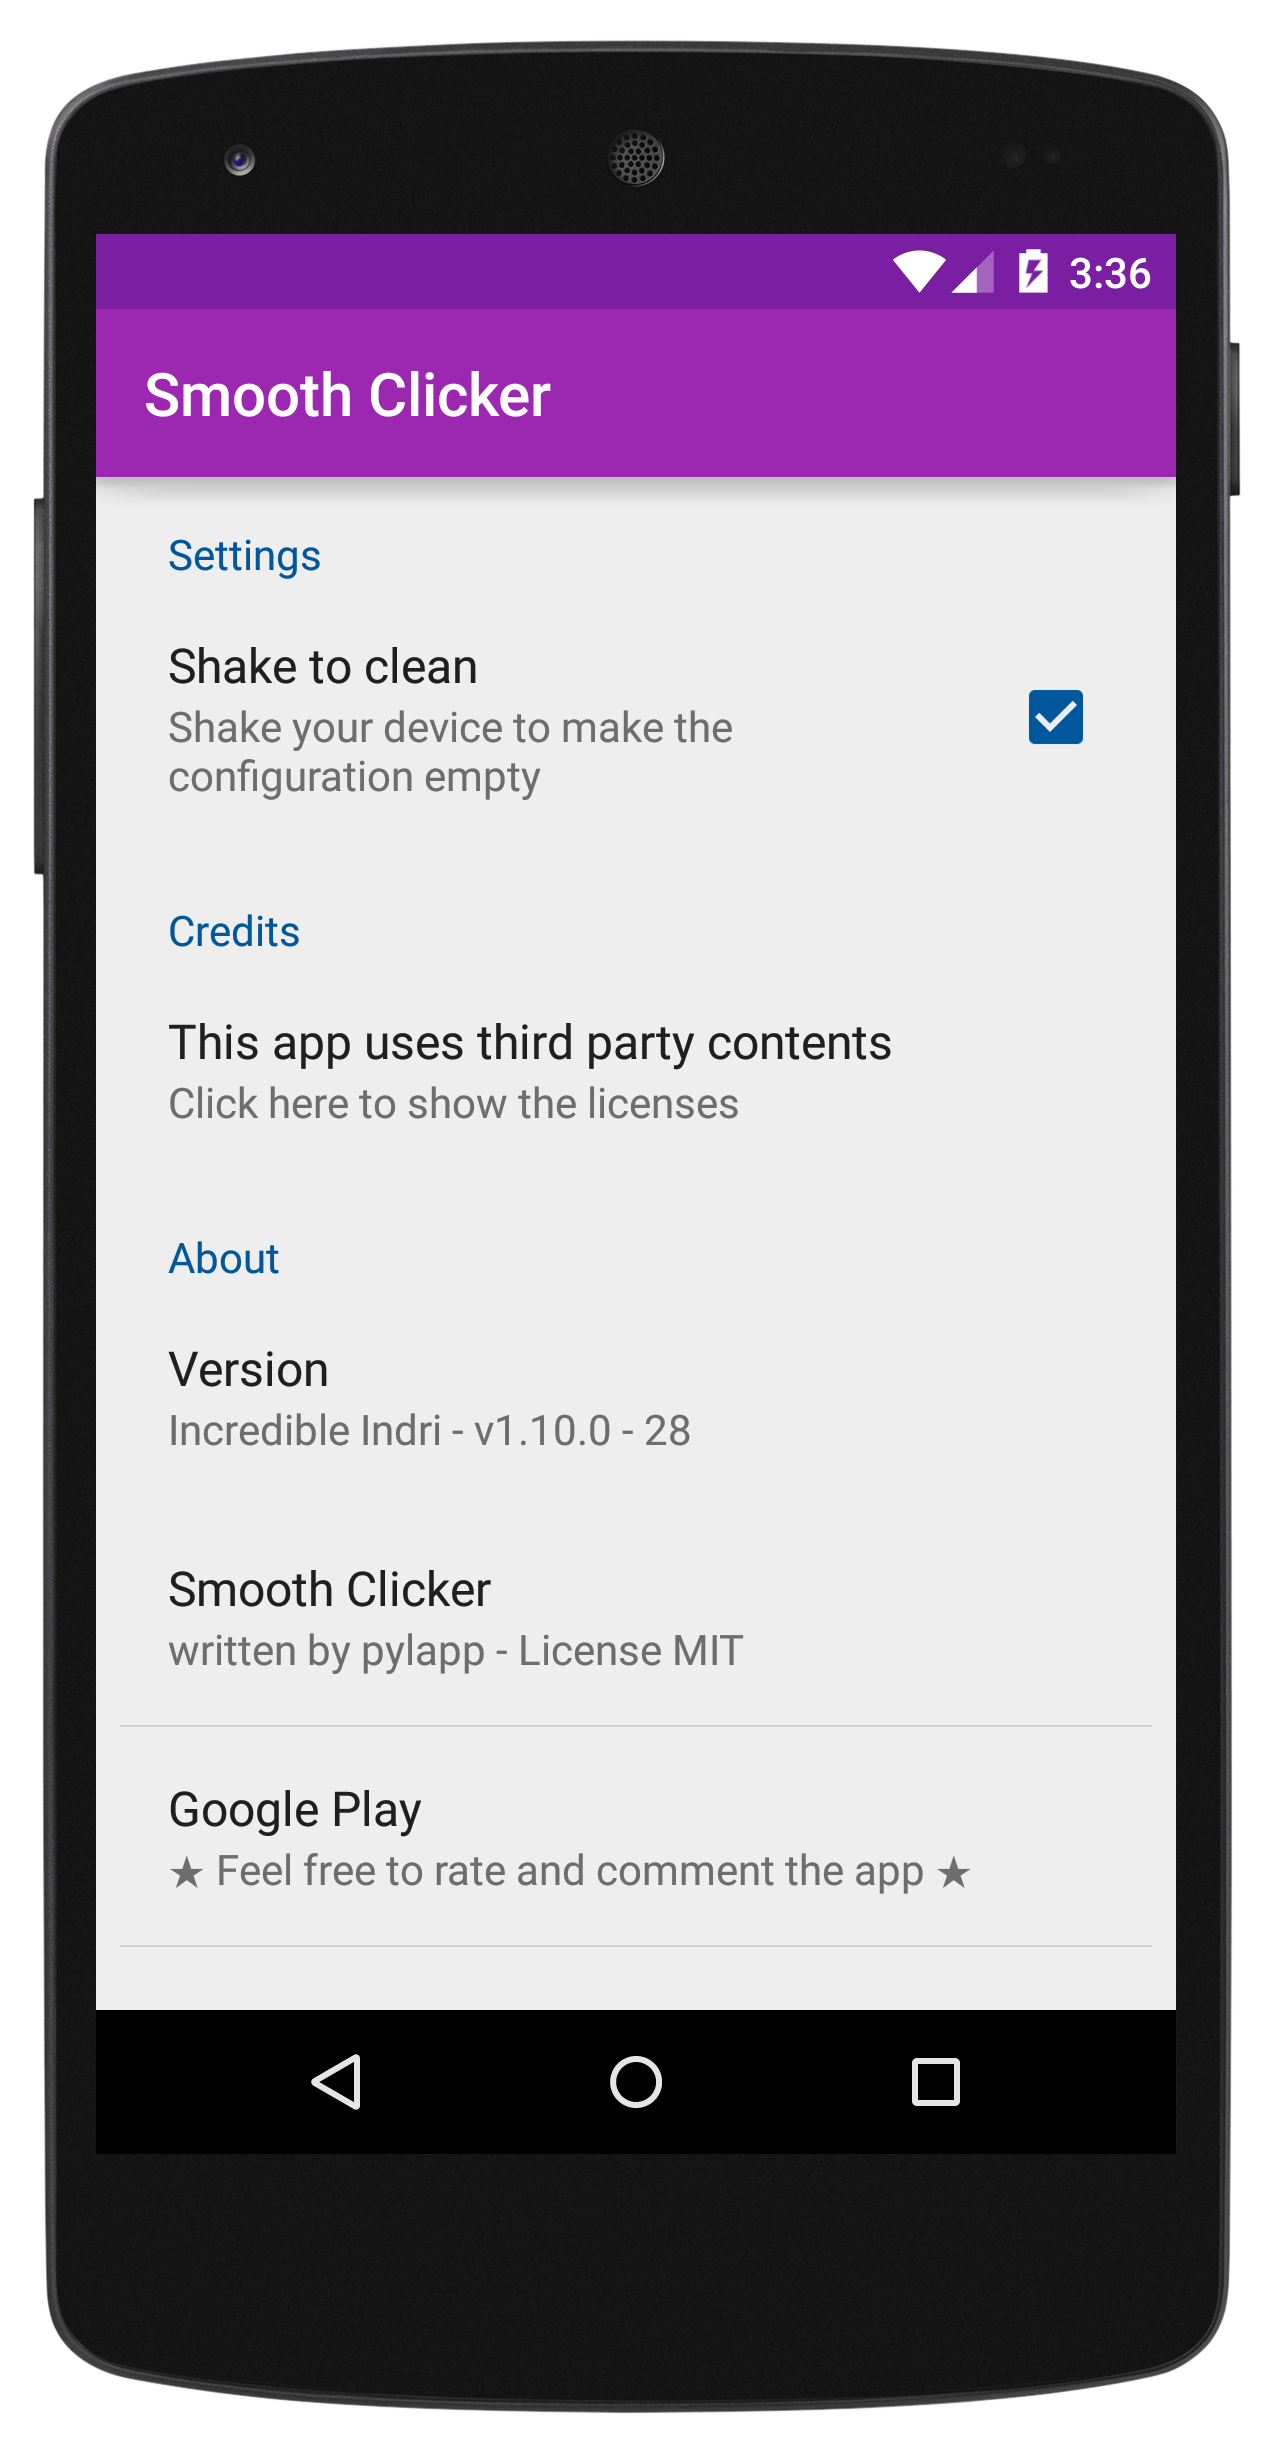 3:36
Smooth Clicker
Settings
Shake to clean
Shake your device to make the
configuration empty
Credits
This app uses third party contents
Click here to show the licenses
About
Version
Incredible Indri - v1.10.0 - 28
Smooth Clicker
written by pylapp - License MIT
Google Play
★ Feel free to rate and comment the app ★